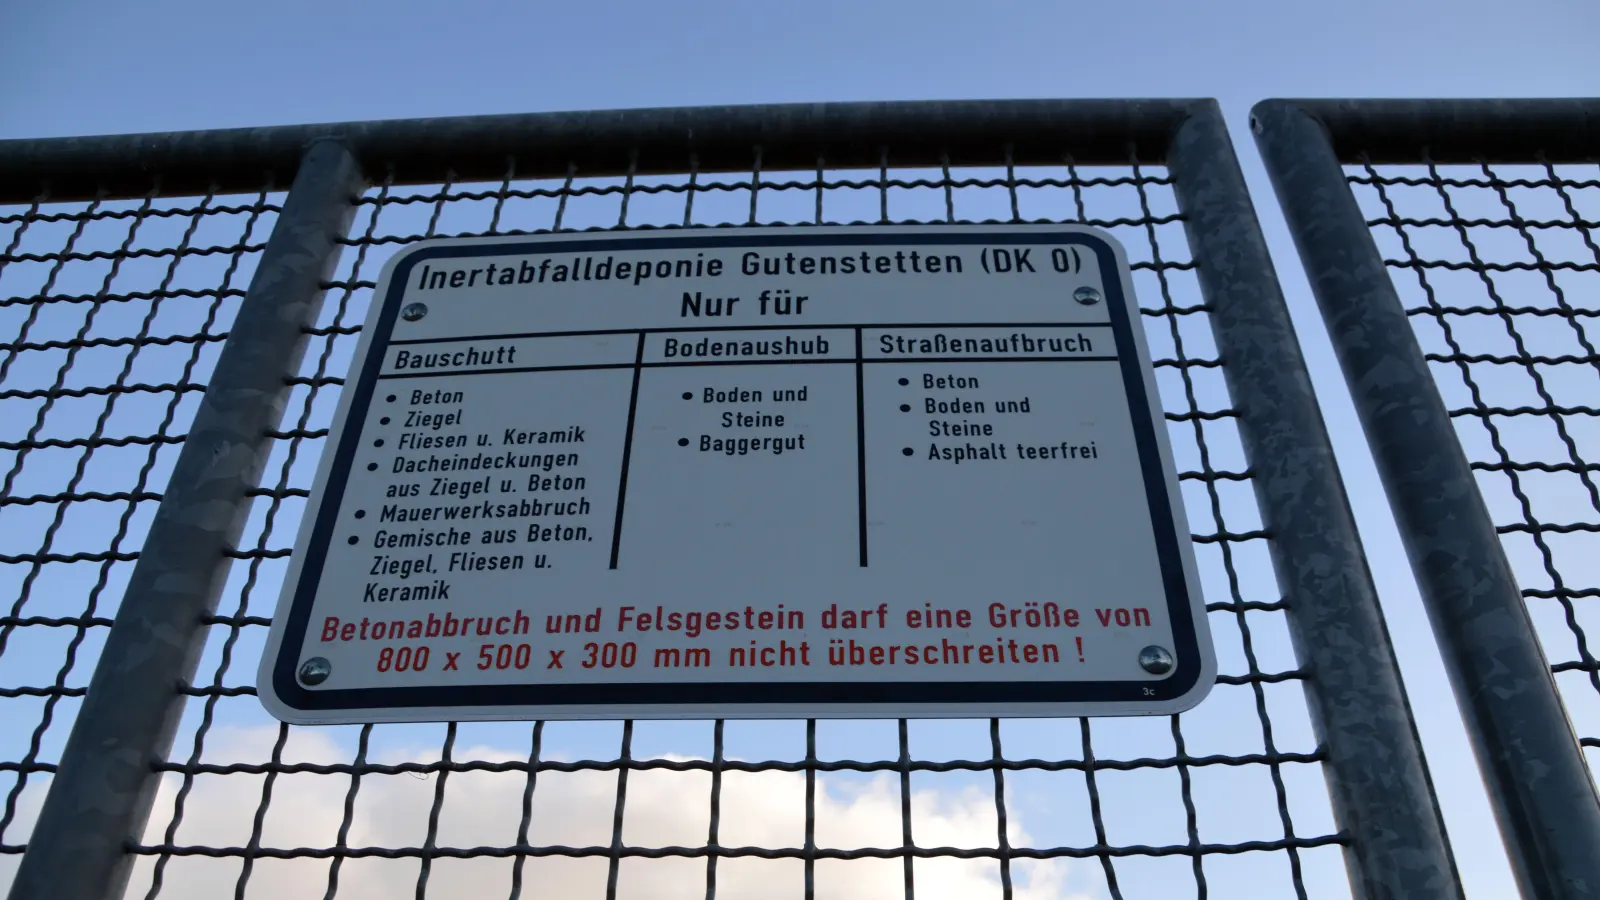 Inertabfalldeponie Gutenstetten (DK 0)
Nur für
Bauschutt
• Beton
• Ziegel
• Fliesen u. Keramik
• Dacheindeckungen
aus Ziegel u. Beton
• Mauerwerksabbruch
• Gemische aus Beton,
Ziegel, Fliesen u.
Keramik
Bodenaushub
• Boden und
Steine
• Baggergut
Straßenaufbruch
• Beton
• Boden und
Steine
• Asphalt teerfrei
Betonabbruch und Felsgestein darf eine Größe von
800 x 500 x 300 mm nicht überschreiten !
3c